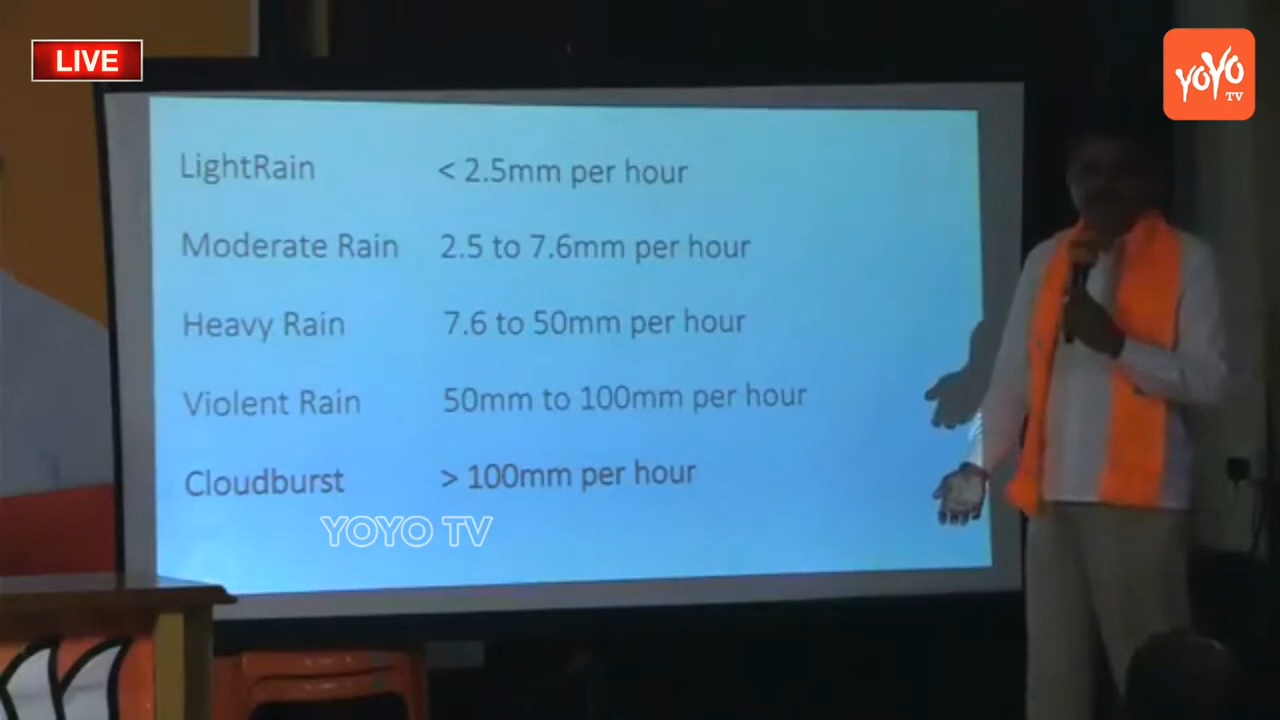 LIVE
YOYO
TV
LightRain < 2.5mm per hour
Moderate Rain 2.5 to 7.6mm per hour
Heavy Rain 7.6 to 50mm per hour
Violent Rain 50mm to 100mm per hour
Cloudburst > 100mm per hour
YOYO TV